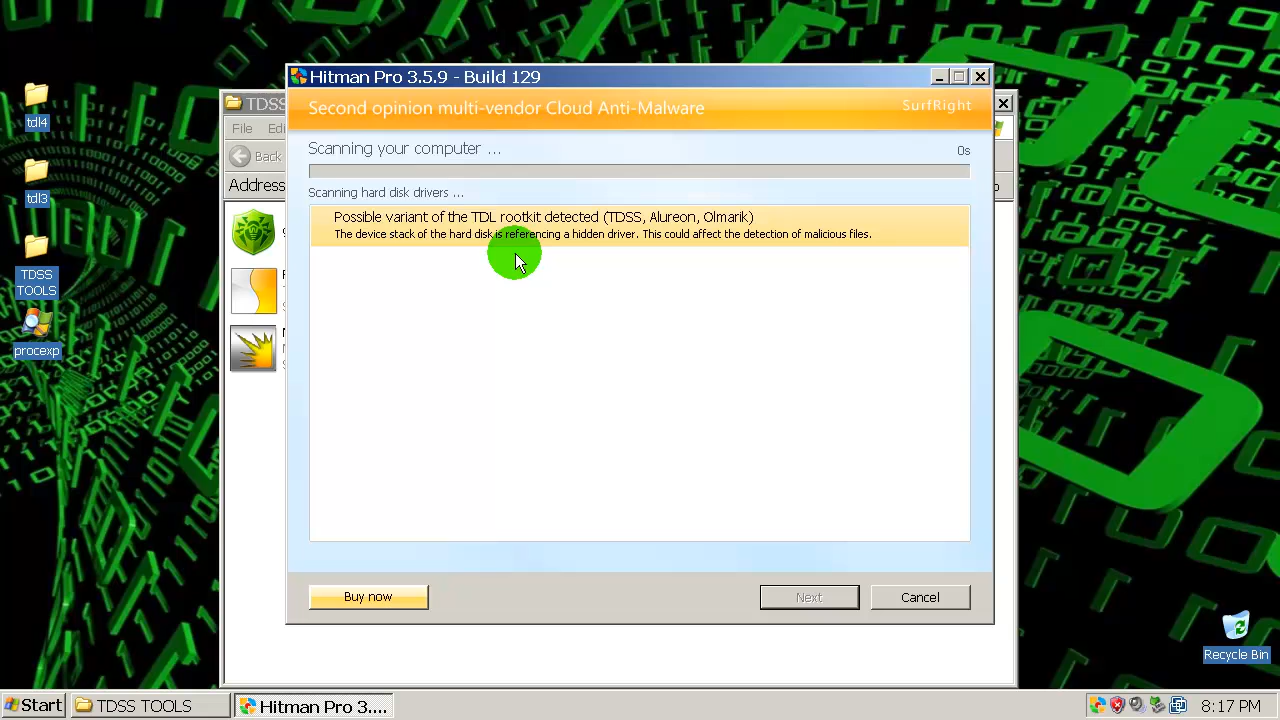 Hitman Pro 3.5.9 - Build 129
Second opinion multi-vendor Cloud Anti-Malware
SurfRight
Scanning your computer ...
0s
Scanning hard disk drivers ...
Possible variant of the TDL rootkit detected (TDSS, Alureon, Olmarik)
The device stack of the hard disk is referencing a hidden driver. This could affect the detection of malicious files.
Buy now
Next
Cancel
TDSS
File
Edi
Back
Address
tdl4
tdl3
TDSS
TOOLS
procexp
Recycle Bin
Start
TDSS TOOLS
Hitman Pro 3....
8:17 PM